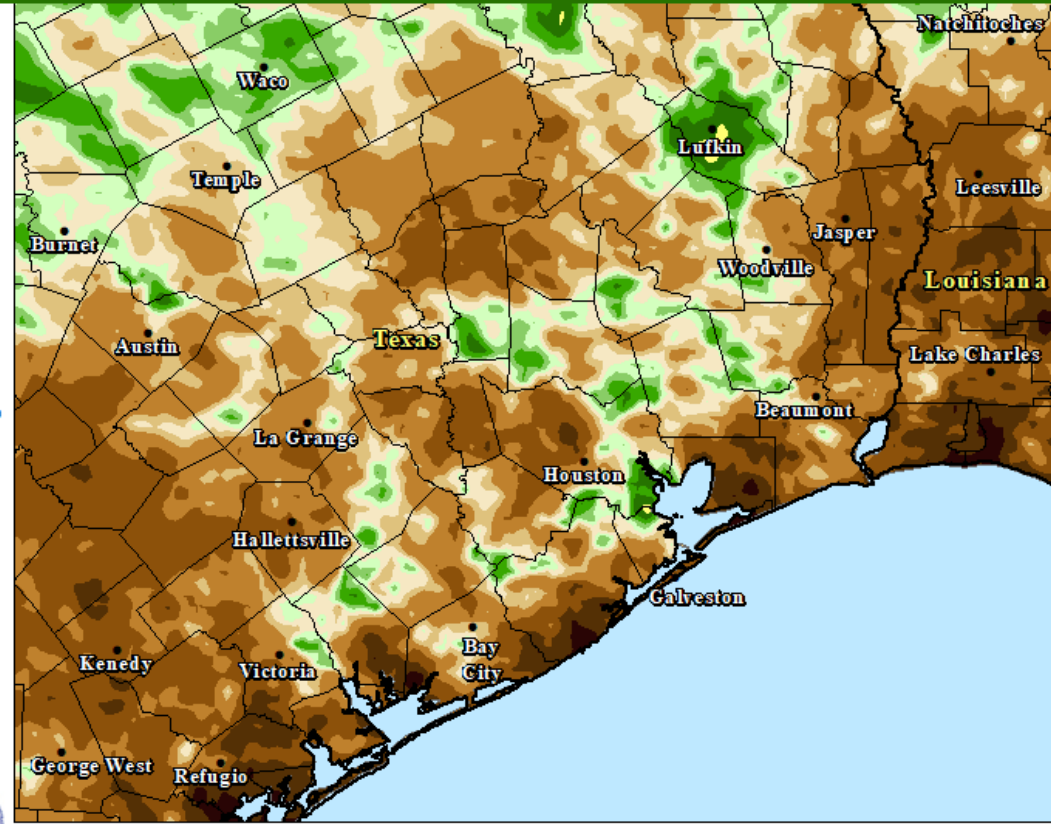 Natchitoches
Waco
Lufkin
Temple
Leesville
Burnet
Jasper
Woodville
Louisiana
Austin
Texas
Lake Charles
Beaumont
La Grange
Houston
Hallettsville
Galveston
Bay
City
Kenedy
Victoria
George West
Refugio